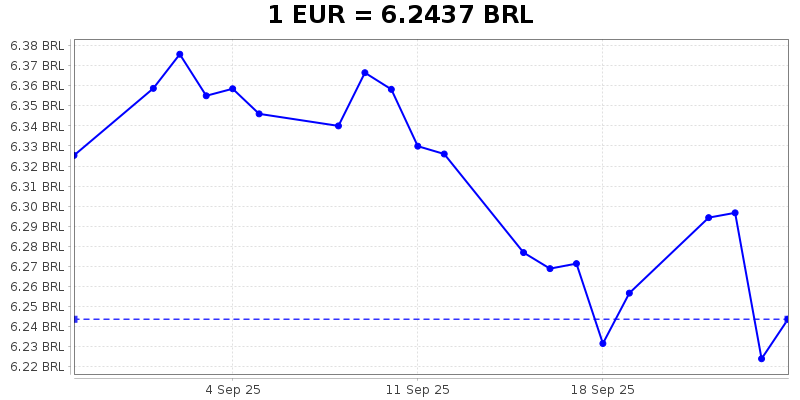 1 EUR = 6.2437 BRL
6.38 BRL
6.37 BRL
6.36 BRL
6.35 BRL
6.34 BRL
6.33 BRL
6.32 BRL
6.31 BRL
6.30 BRL
6.29 BRL
6.28 BRL
6.27 BRL
6.26 BRL
6.25 BRL
6.24 BRL
6.23 BRL
6.22 BRL
4 Sep 25 11 Sep 25 18 Sep 25